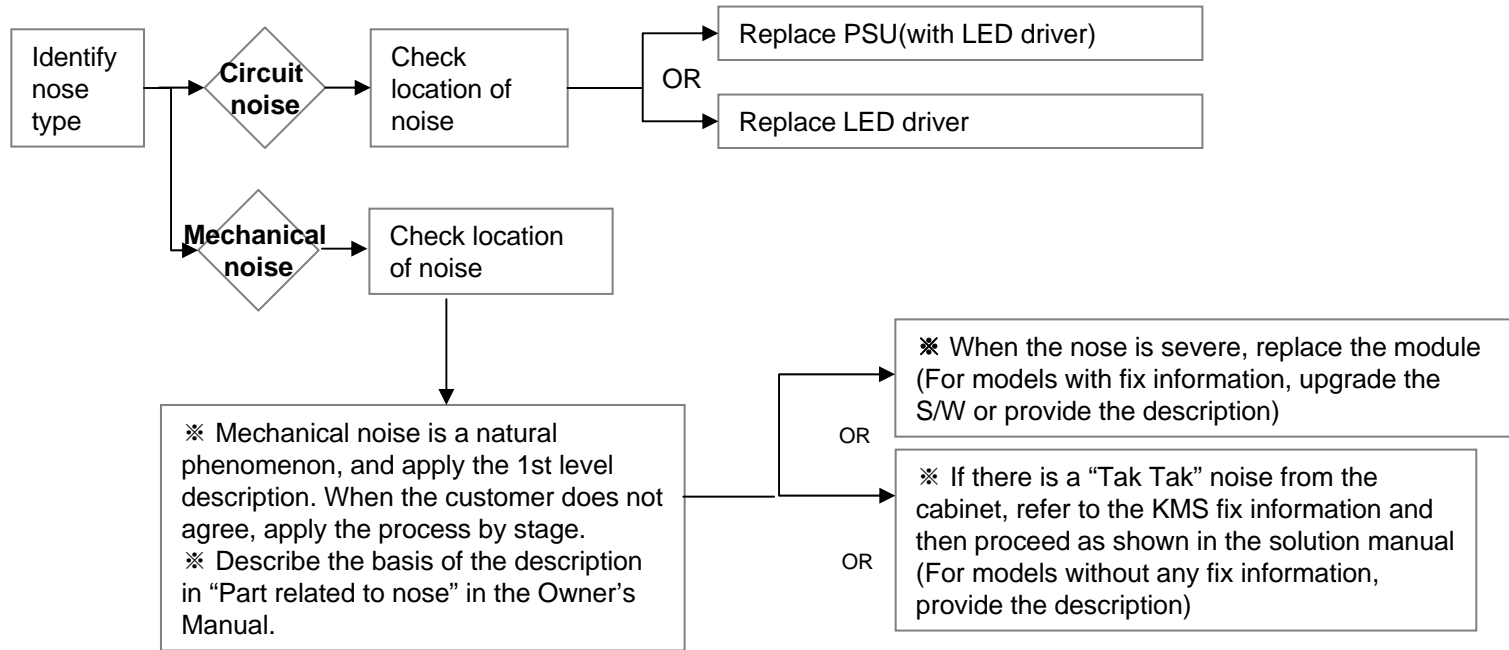 Identify
nose
type
Circuit
noise
Check
location of
noise
Replace PSU(with LED driver)
OR
Replace LED driver
Mechanical
noise
Check location
of noise
※ Mechanical noise is a natural
phenomenon, and apply the 1st level
description. When the customer does not
agree, apply the process by stage.
※ Describe the basis of the description
in “Part related to nose” in the Owner’s
Manual.
※ When the nose is severe, replace the module
(For models with fix information, upgrade the
S/W or provide the description)
OR
※ If there is a “Tak Tak” noise from the
cabinet, refer to the KMS fix information and
then proceed as shown in the solution manual
(For models without any fix information,
provide the description)
OR